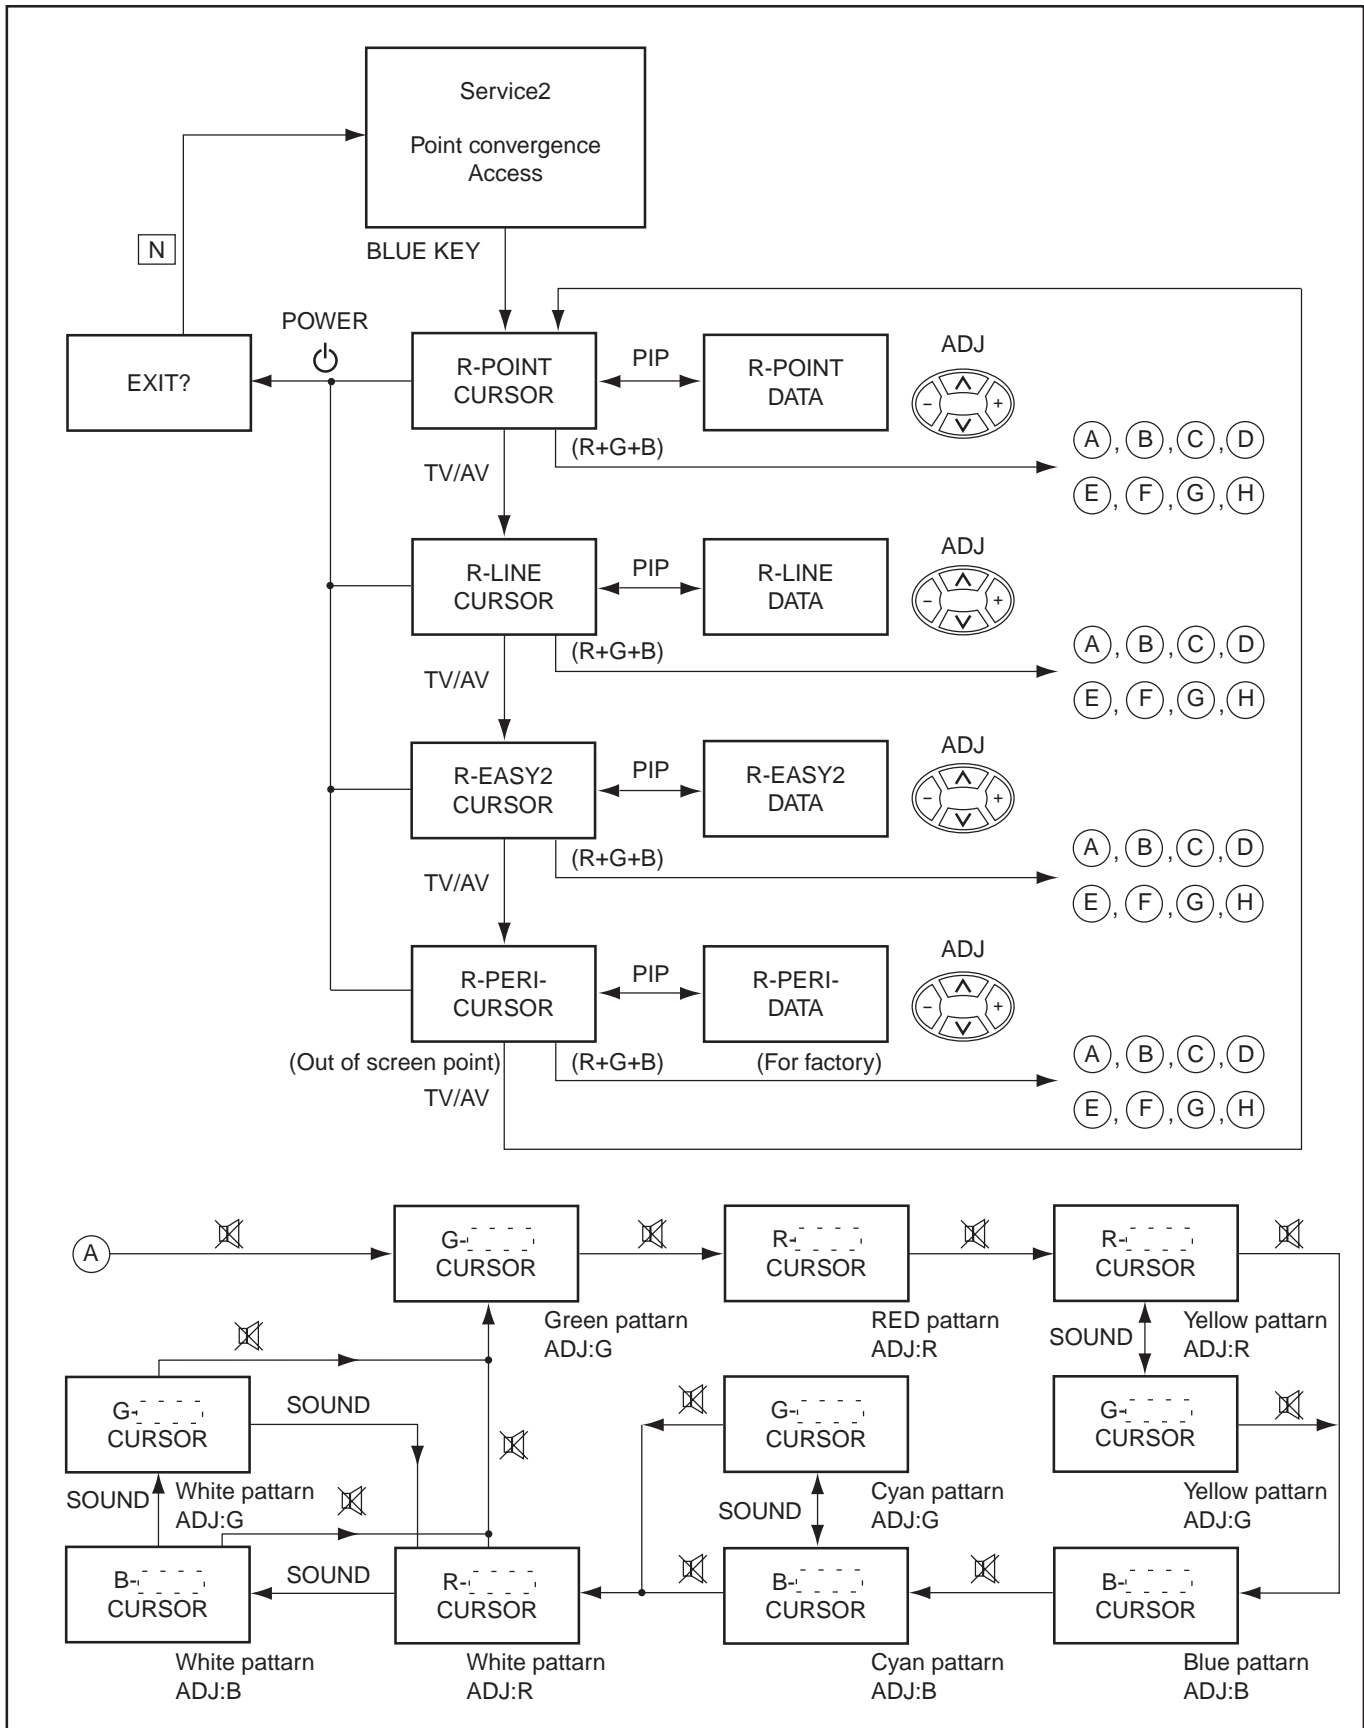 Service2
Point convergence
Access
N
BLUE KEY
POWER
EXIT?
R-POINT
CURSOR
PIP
R-POINT
DATA
ADJ
- +
(R+G+B)
A, B, C, D
E, F, G, H
TV/AV
R-LINE
CURSOR
PIP
R-LINE
DATA
ADJ
- +
(R+G+B)
A, B, C, D
E, F, G, H
TV/AV
R-EASY2
CURSOR
PIP
R-EASY2
DATA
ADJ
- +
(R+G+B)
A, B, C, D
E, F, G, H
TV/AV
R-PERI-
CURSOR
PIP
R-PERI-
DATA
ADJ
- +
(Out of screen point)
(R+G+B)
(For factory)
A, B, C, D
E, F, G, H
TV/AV
A
G-
CURSOR
Green pattarn
ADJ:G
R-
CURSOR
RED pattarn
ADJ:R
R-
CURSOR
Yellow pattarn
ADJ:R
SOUND
G-
CURSOR
White pattarn
ADJ:G
SOUND
SOUND
G-
CURSOR
Cyan pattarn
ADJ:G
SOUND
G-
CURSOR
Yellow pattarn
ADJ:G
B-
CURSOR
White pattarn
ADJ:B
SOUND
R-
CURSOR
White pattarn
ADJ:R
B-
CURSOR
Cyan pattarn
ADJ:B
B-
CURSOR
Blue pattarn
ADJ:B